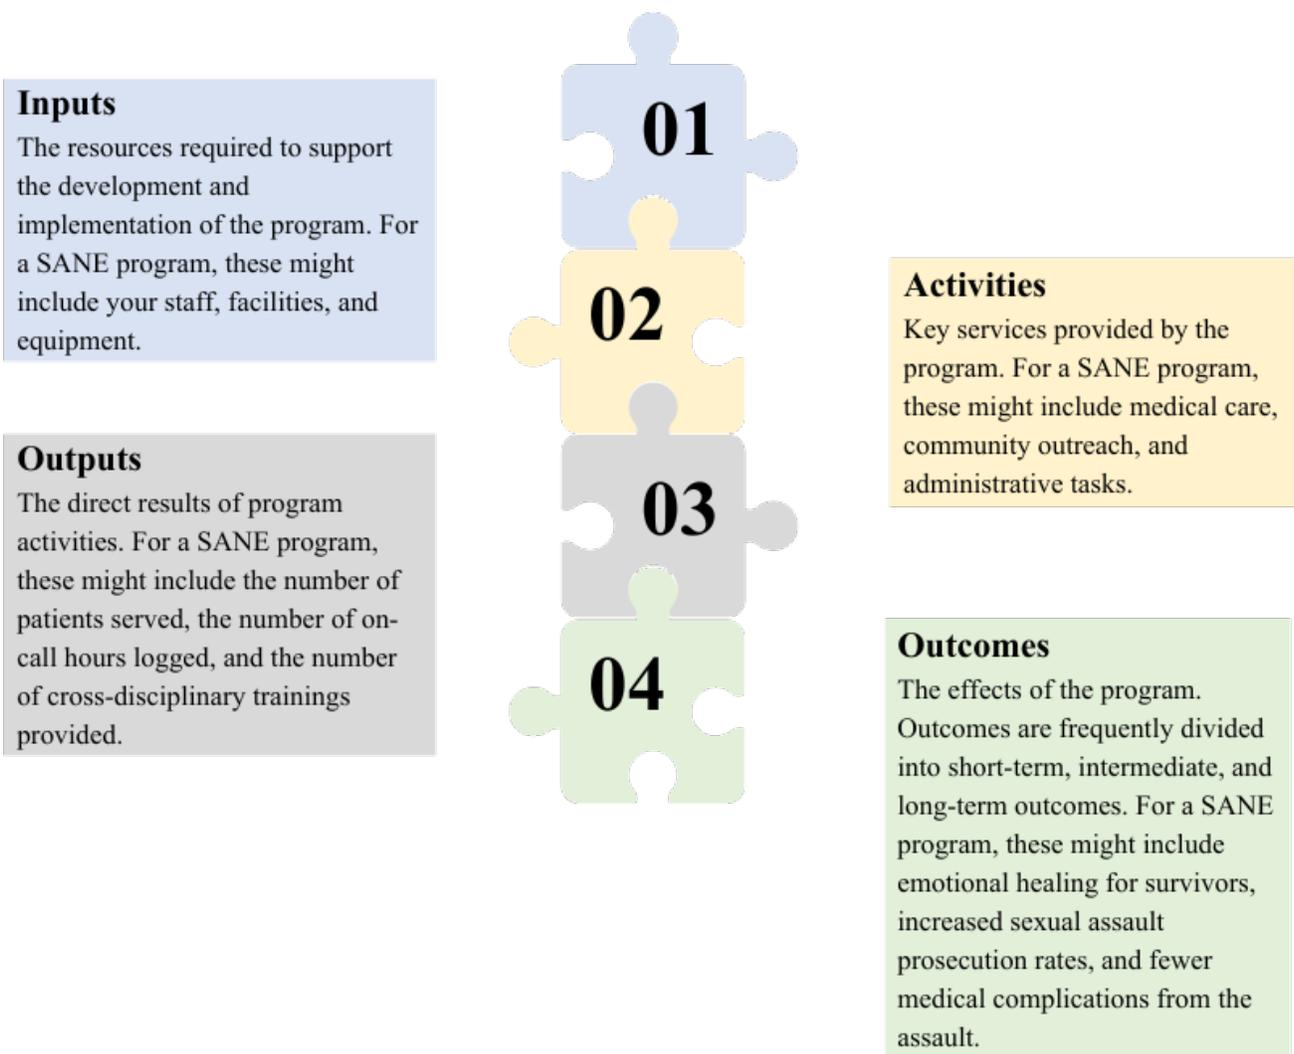 01
Inputs
The resources required to support
the development and
implementation of the program. For
a SANE program, these might
include your staff, facilities, and
equipment.
02
Activities
Key services provided by the
program. For a SANE program,
these might include medical care,
community outreach, and
administrative tasks.
03
Outputs
The direct results of program
activities. For a SANE program,
these might include the number of
patients served, the number of on-
call hours logged, and the number
of cross-disciplinary trainings
provided.
04
Outcomes
The effects of the program.
Outcomes are frequently divided
into short-term, intermediate, and
long-term outcomes. For a SANE
program, these might include
emotional healing for survivors,
increased sexual assault
prosecution rates, and fewer
medical complications from the
assault.